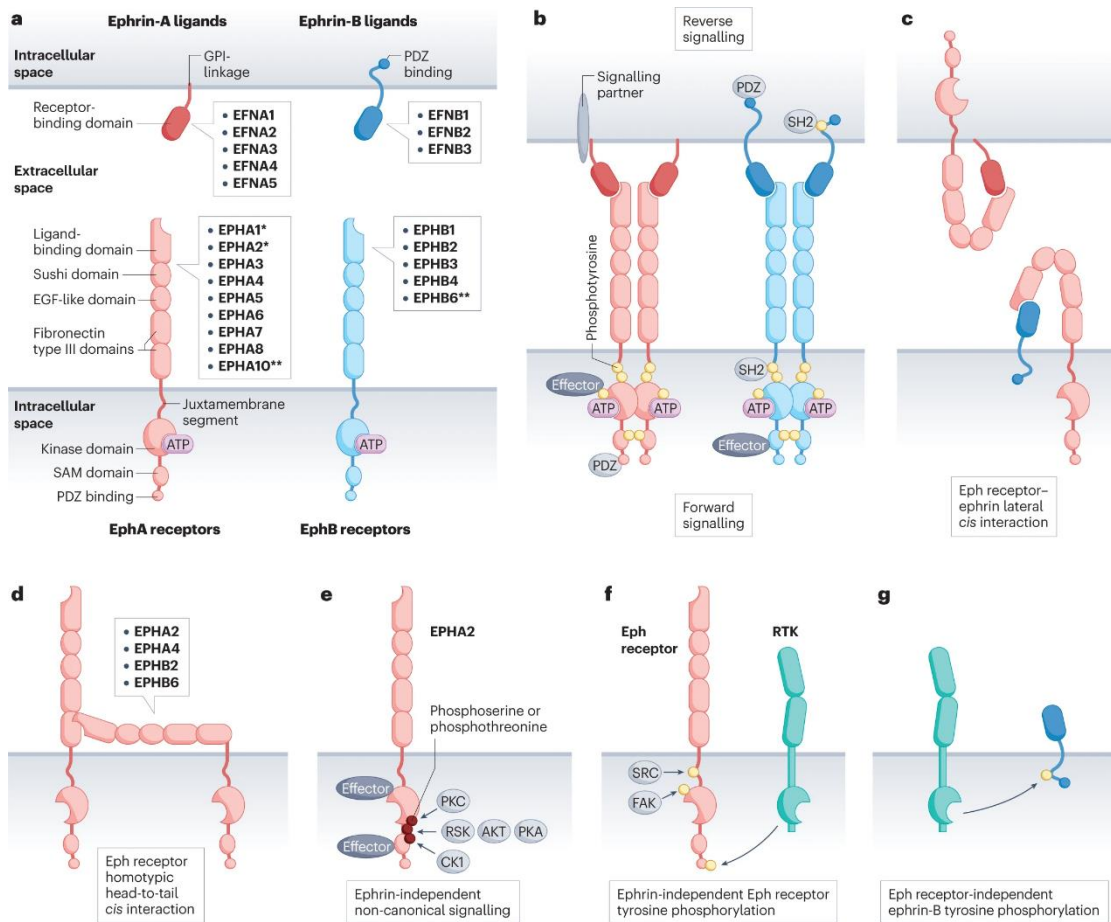 a
Ephrin-A ligands
Ephrin-B ligands
Intracellular
space
GPI-
linkage
PDZ
binding
Receptor-
binding domain
• EFNA1
• EFNA2
• EFNA3
• EFNA4
• EFNA5
• EFNB1
• EFNB2
• EFNB3
Extracellular
space
Ligand-
binding domain
Sushi domain
EGF-like domain
Fibronectin
type III domains
• EPHA1*
• EPHA2*
• EPHA3
• EPHA4
• EPHA5
• EPHA6
• EPHA7
• EPHA8
• EPHA10**
• EPHB1
• EPHB2
• EPHB3
• EPHB4
• EPHB6**
Intracellular
space
Juxtamembrane
segment
Kinase domain
ATP
ATP
SAM domain
PDZ binding
EphA receptors
EphB receptors
b
Reverse
signalling
Signalling
partner
PDZ
SH2
Phosphotyrosine
Effector
SH2
ATP
ATP
ATP
ATP
Effector
PDZ
Forward
signalling
c
Eph receptor–
ephrin lateral
cis interaction
d
• EPHA2
• EPHA4
• EPHB2
• EPHB6
Eph receptor
homotypic
head-to-tail
cis interaction
e
EPHA2
Phosphoserine or
phosphothreonine
Effector
PKC
RSK
AKT
PKA
Effector
CK1
Ephrin-independent
non-canonical signalling
f
Eph
receptor
RTK
SRC
FAK
Ephrin-independent Eph receptor
tyrosine phosphorylation
g
Eph receptor-independent
ephrin-B tyrosine phosphorylation